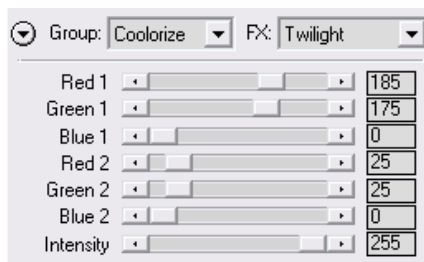 Group: Coolorize FX: Twilight
Red 1 185
Green 1 175
Blue 1 0
Red 2 25
Green 2 25
Blue 2 0
Intensity 255